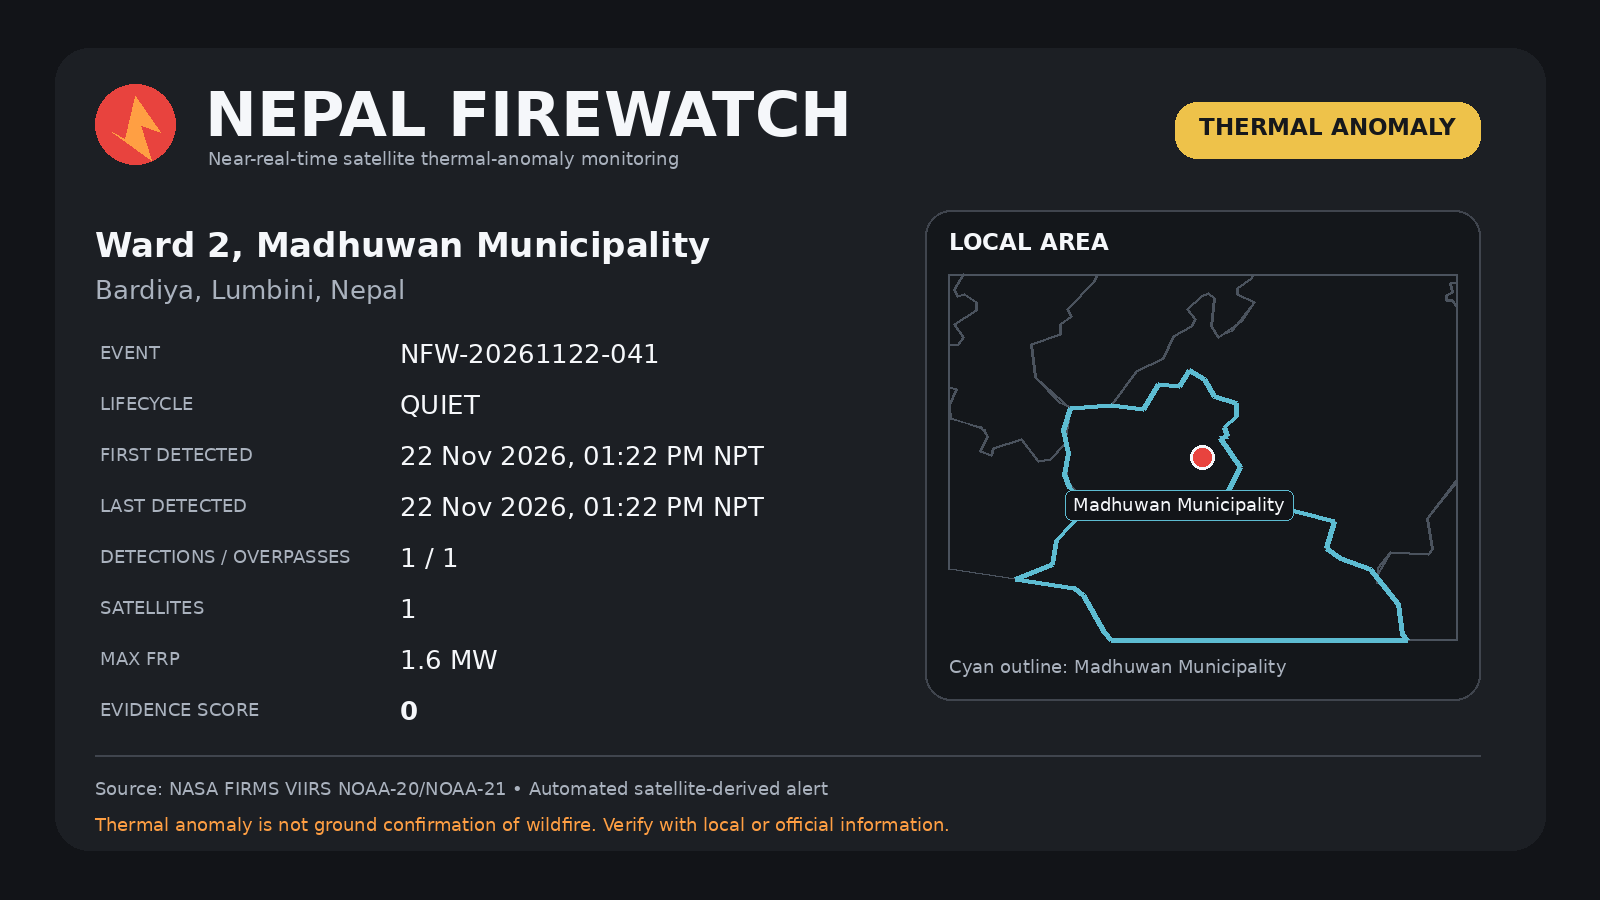 NEPAL FIREWATCH
Near-real-time satellite thermal-anomaly monitoring
THERMAL ANOMALY
Ward 2, Madhuwan Municipality
Bardiya, Lumbini, Nepal
EVENT NFW-20261122-041
LIFECYCLE QUIET
FIRST DETECTED 22 Nov 2026, 01:22 PM NPT
LAST DETECTED 22 Nov 2026, 01:22 PM NPT
DETECTIONS / OVERPASSES 1 / 1
SATELLITES 1
MAX FRP 1.6 MW
EVIDENCE SCORE 0
LOCAL AREA
Madhuwan Municipality
Cyan outline: Madhuwan Municipality
Source: NASA FIRMS VIIRS NOAA-20/NOAA-21 • Automated satellite-derived alert
Thermal anomaly is not ground confirmation of wildfire. Verify with local or official information.